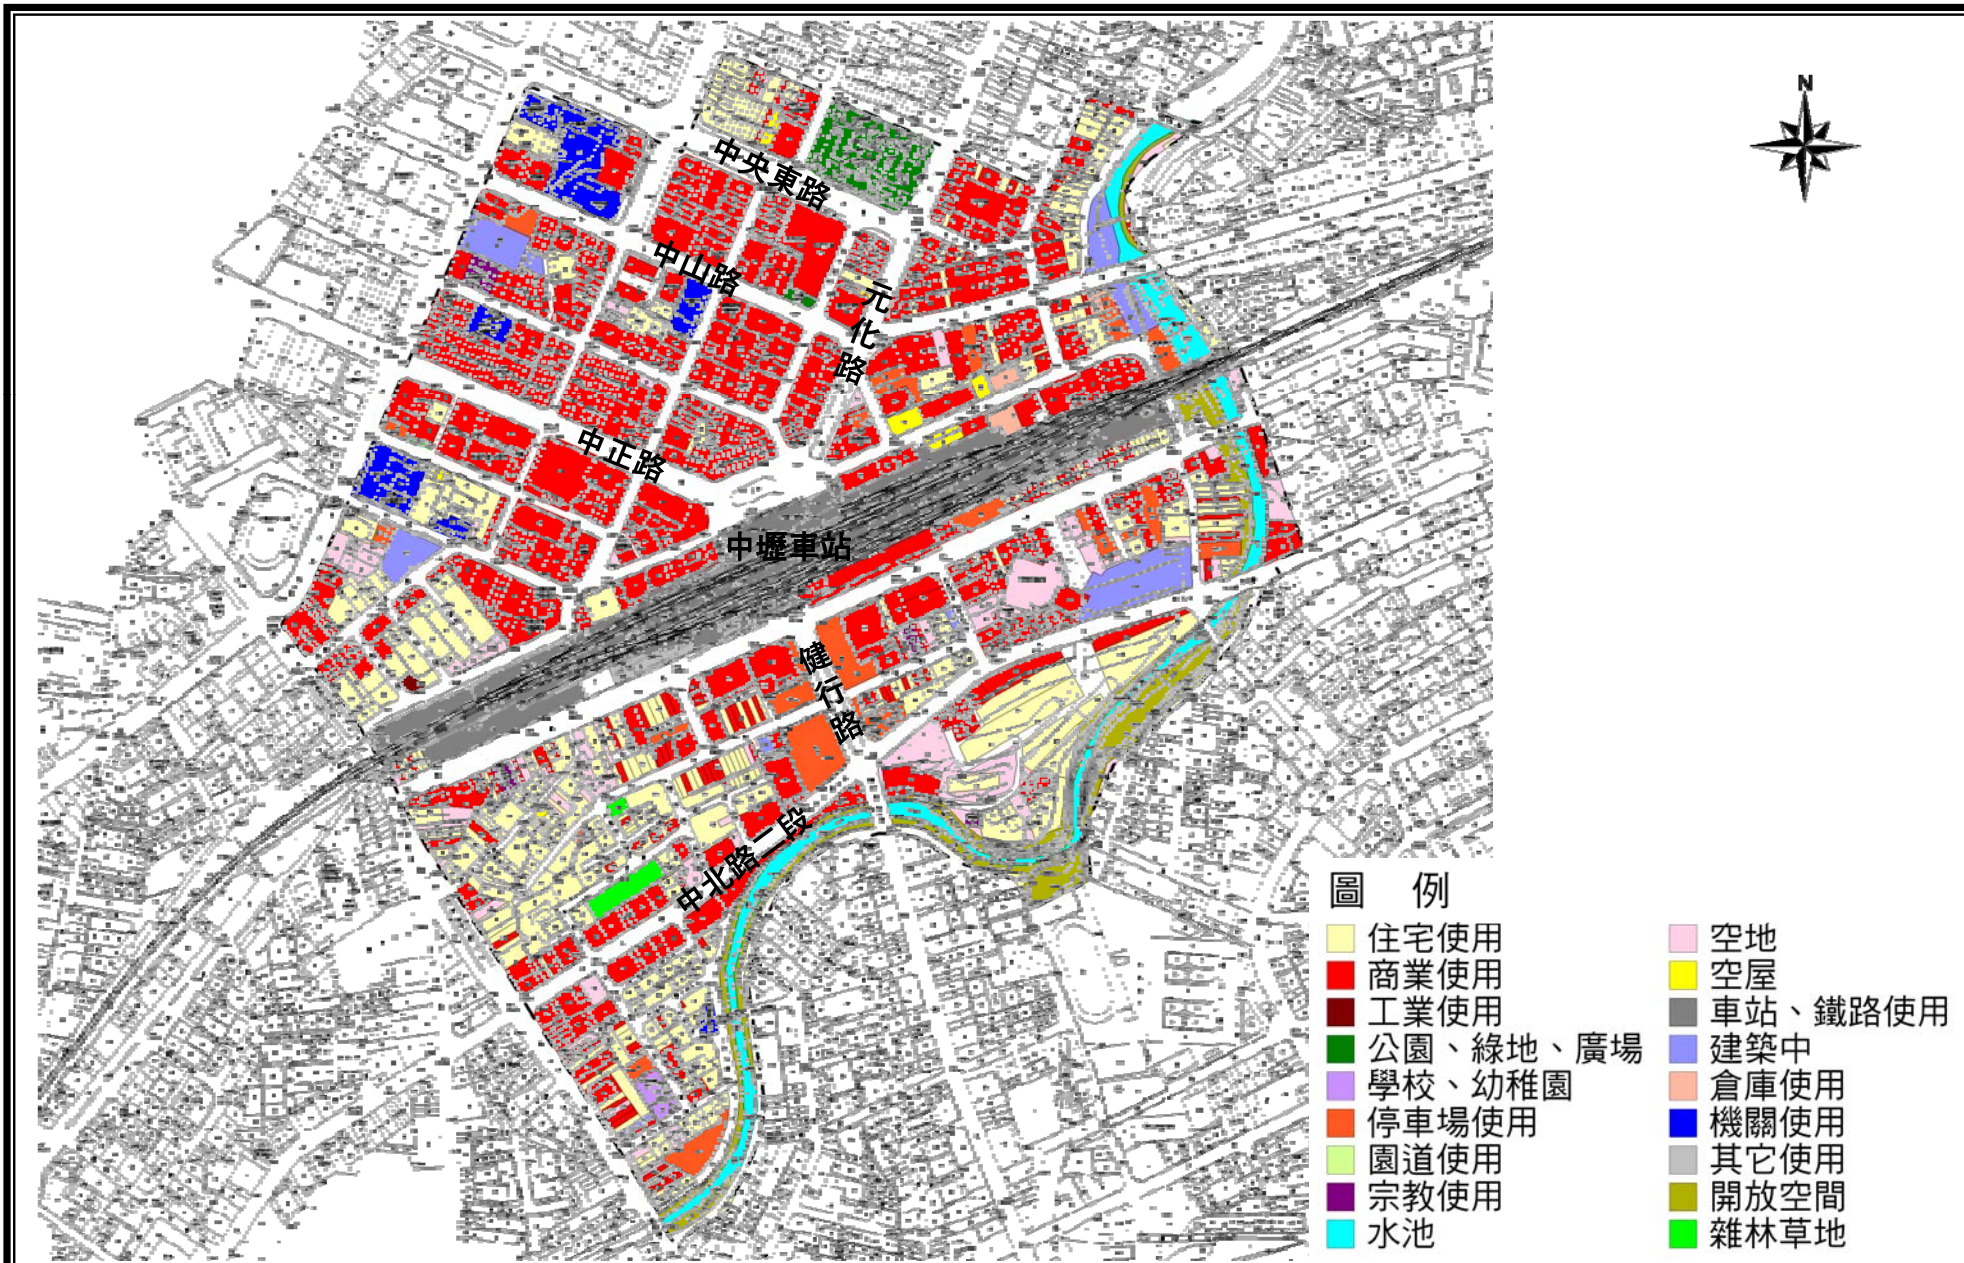 N
中央東路
中山路
元化路
中正路
中壢車站
健行路
中北路二段
圖 例
住宅使用
商業使用
工業使用
公園、綠地、廣場
學校、幼稚園
停車場使用
園道使用
宗教使用
水池
空地
空屋
車站、鐵路使用
建築中
倉庫使用
機關使用
其它使用
開放空間
雜林草地